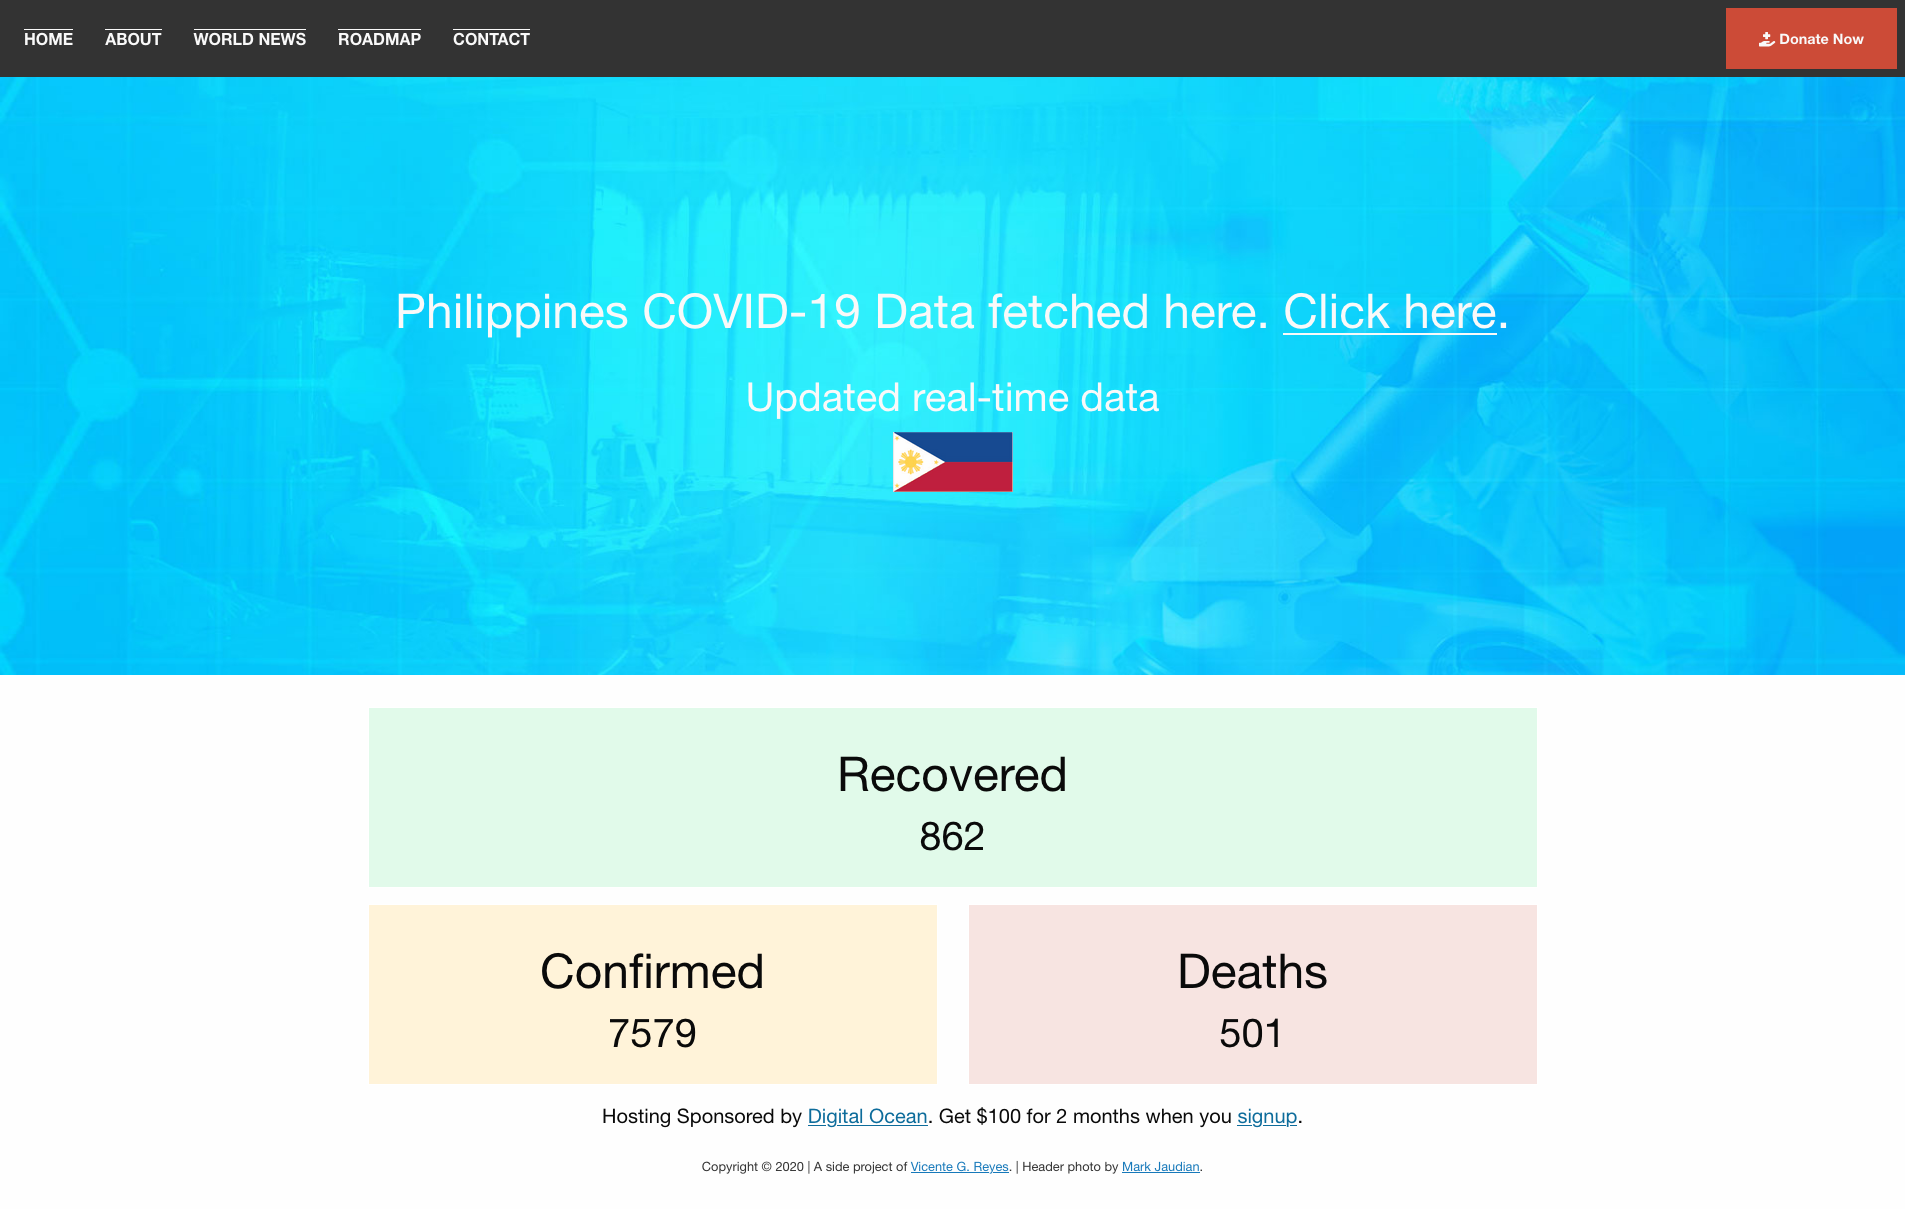 HOME ABOUT WORLD NEWS ROADMAP CONTACT Donate Now
Philippines COVID-19 Data fetched here. Click here.
Updated real-time data
Recovered
862
Confirmed Deaths
7579 501
Hosting Sponsored by Digital Ocean. Get $100 for 2 months when you signup.
Copyright © 2020 | A side project of Vicente G. Reyes. | Header photo by Mark Jaudian.